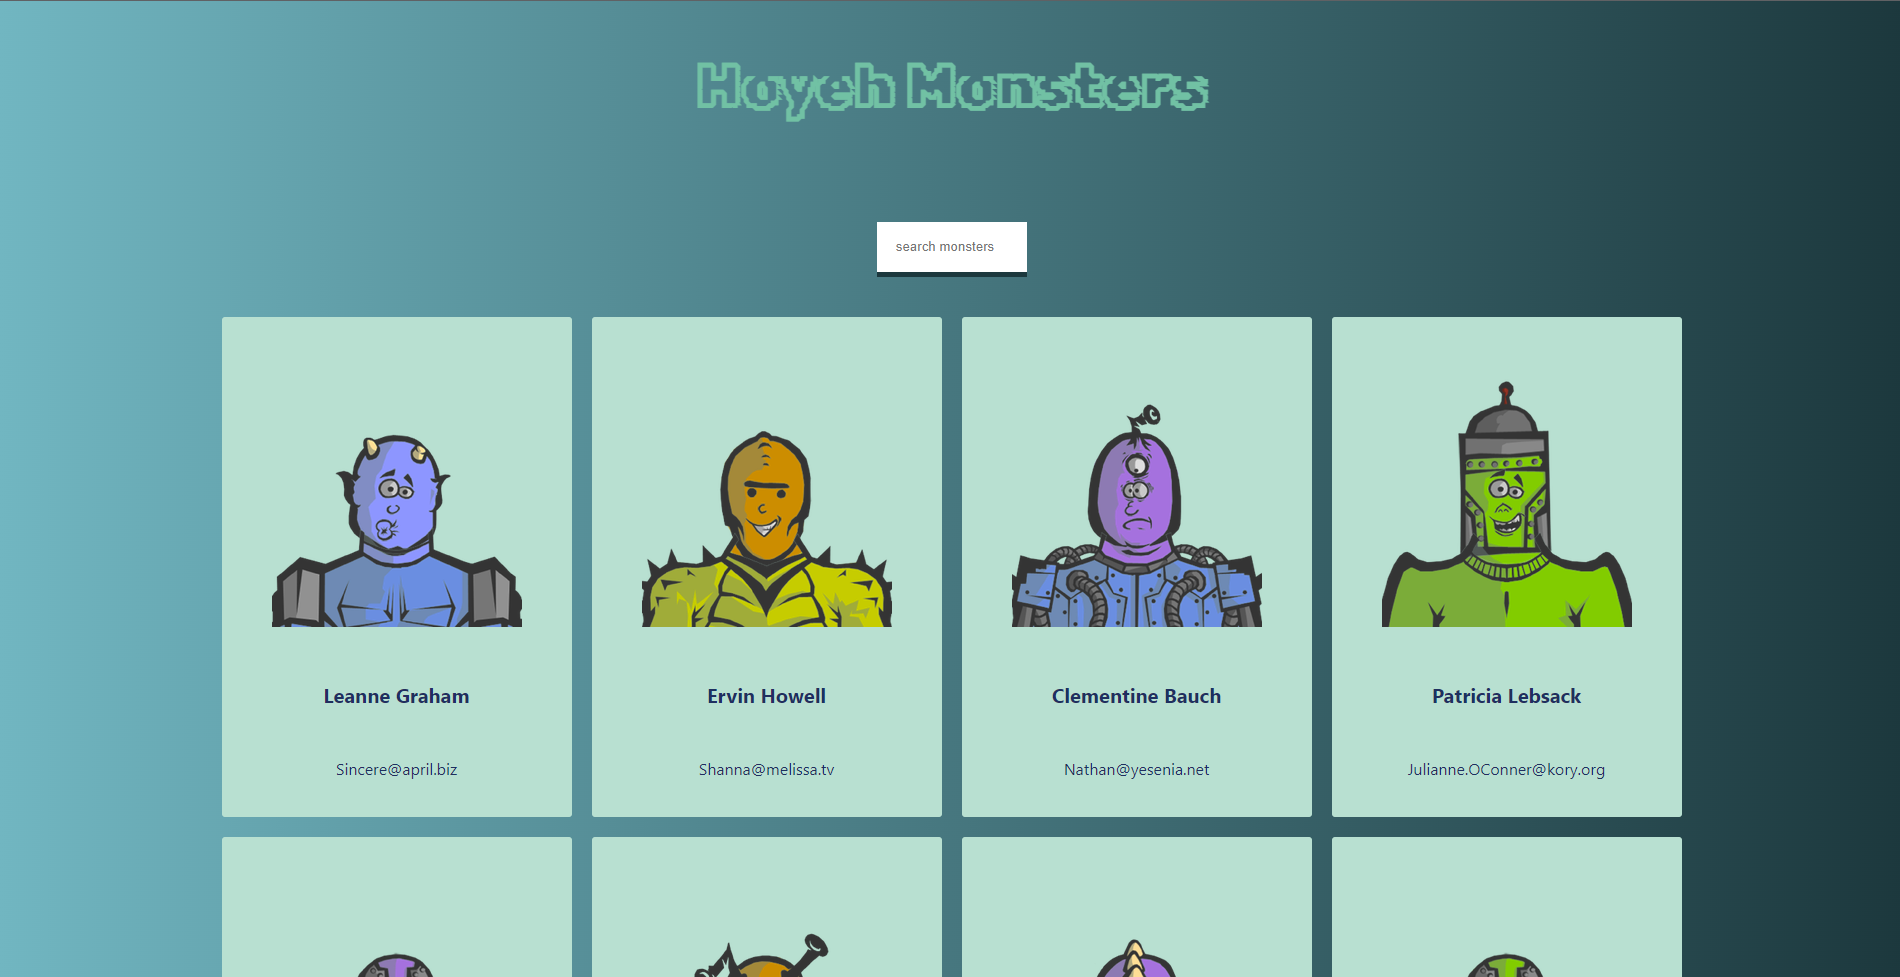 Hoyeh Monsters
search monsters
Leanne Graham
Ervin Howell
Clementine Bauch
Patricia Lebsack
Sincere@april.biz
Shanna@melissa.tv
Nathan@yesenia.net
Julianne.OConner@kory.org